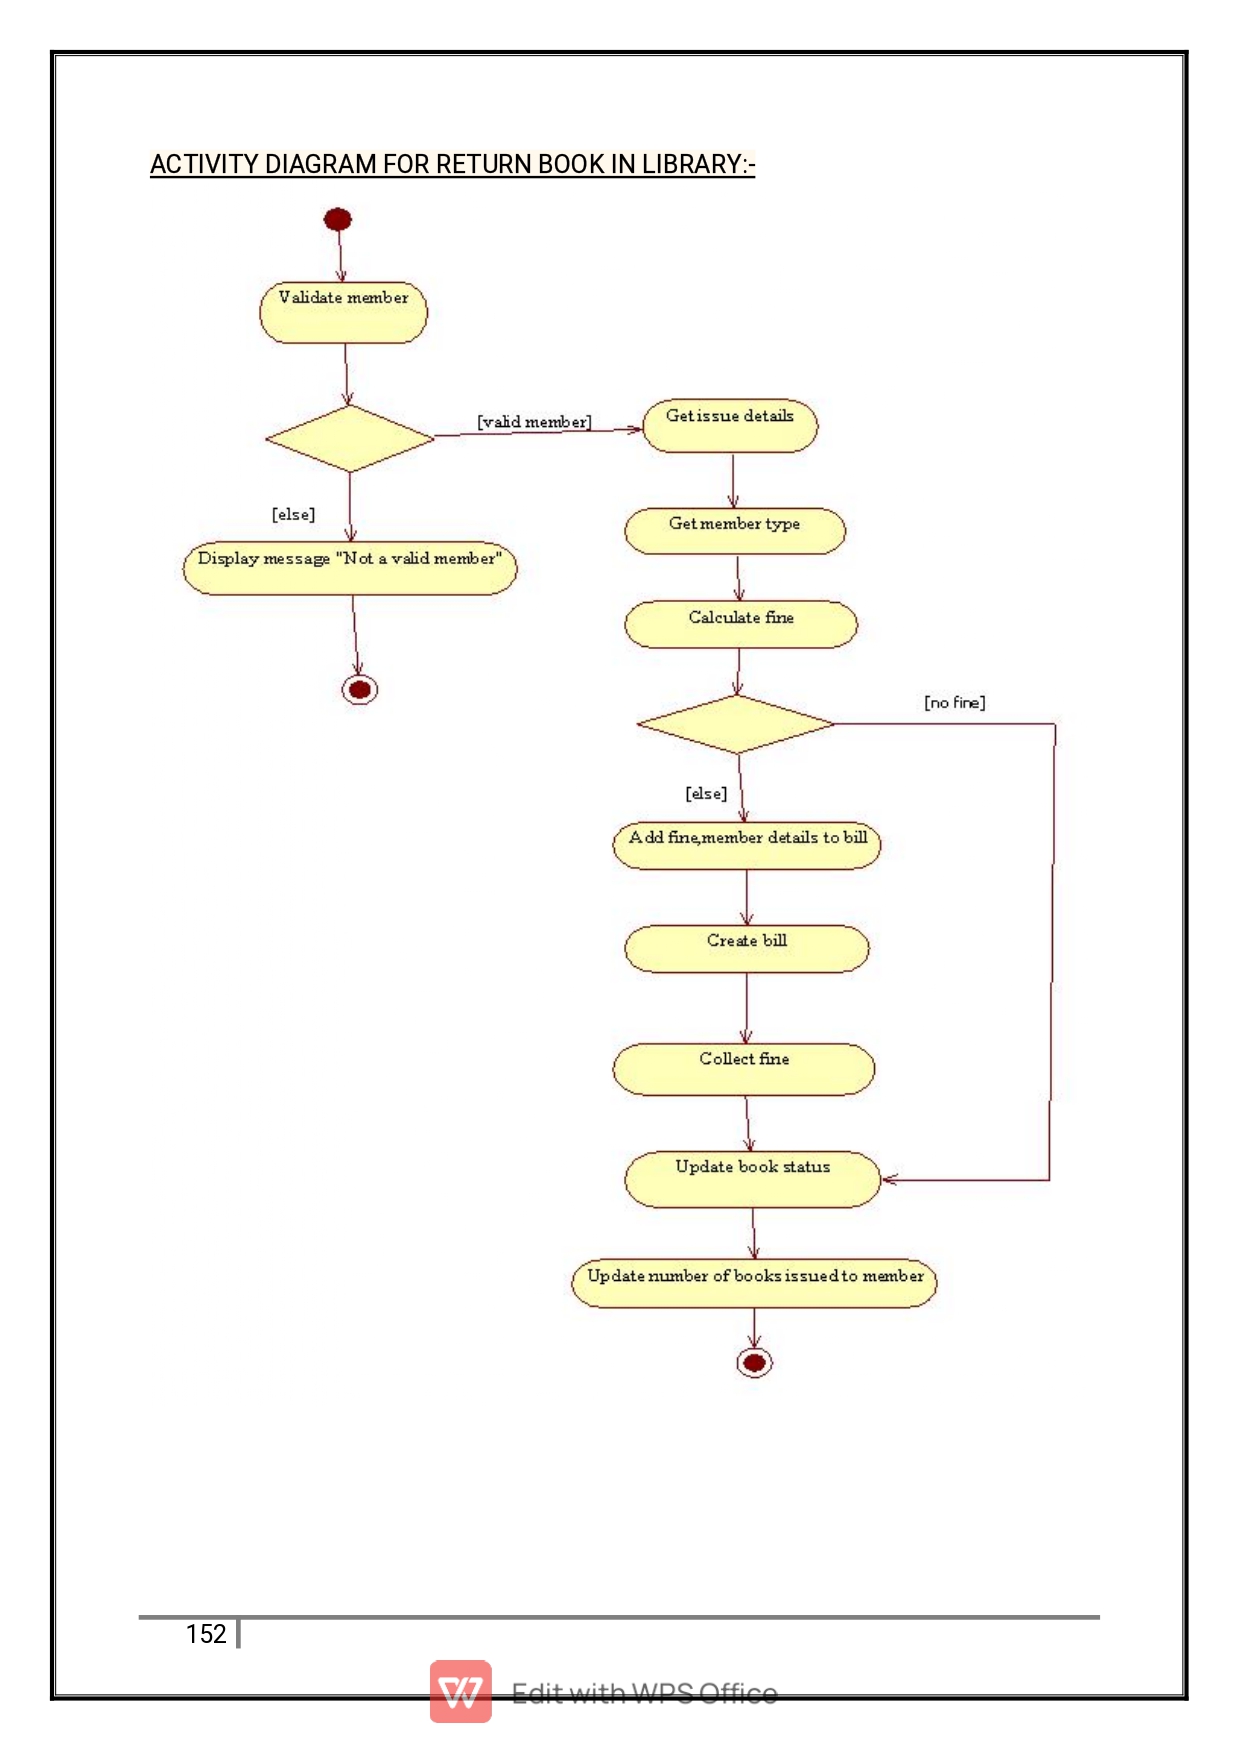 ACTIVITY DIAGRAM FOR RETURN BOOK IN LIBRARY:-
Validate member
[valid member]
Get issue details
Get member type
[else]
Display message "Not a valid member"
Calculate fine
[no fine]
[else]
Add fine,member details to bill
Create bill
Collect fine
Update book status
Update number of books issued to member
152
Edit with WPS Office